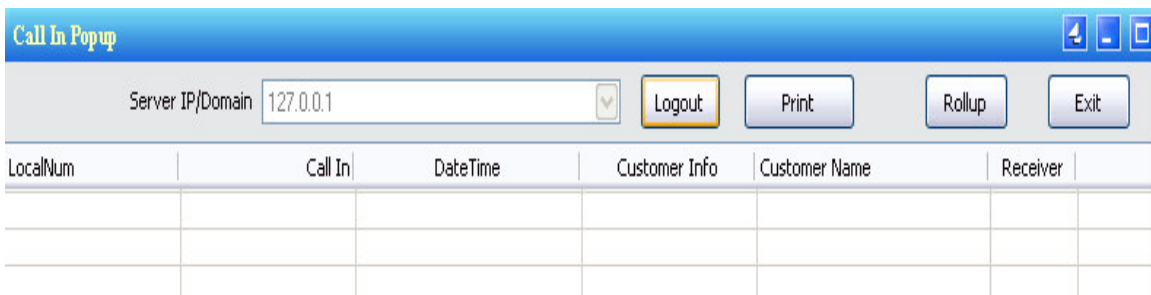 Call In Popup
Server IP/Domain 127.0.0.1 Logout Print Rollup Exit
LocalNum Call In DateTime Customer Info Customer Name Receiver